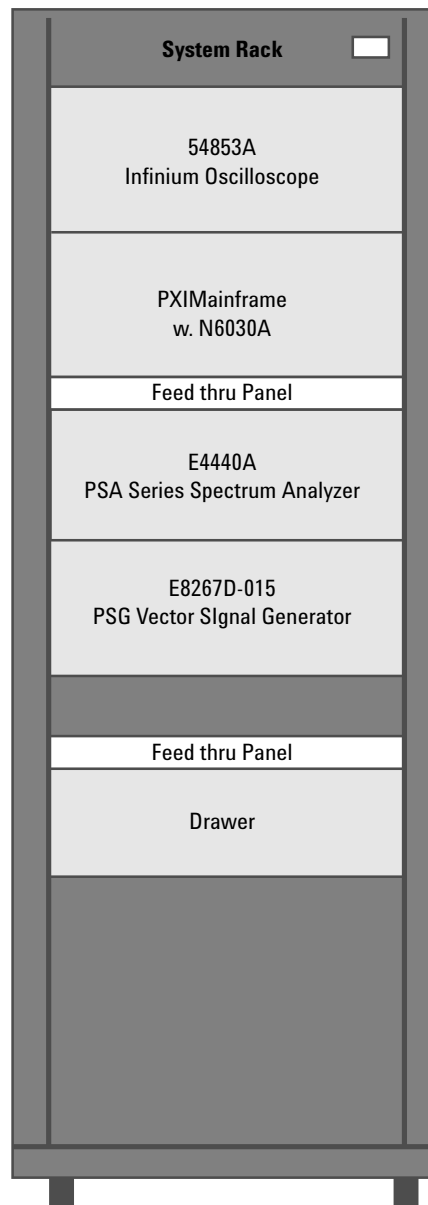 System Rack
54853A
Infinium Oscilloscope
PXIMainframe
w. N6030A
Feed thru Panel
E4440A
PSA Series Spectrum Analyzer
E8267D-015
PSG Vector SIgnal Generator
Feed thru Panel
Drawer